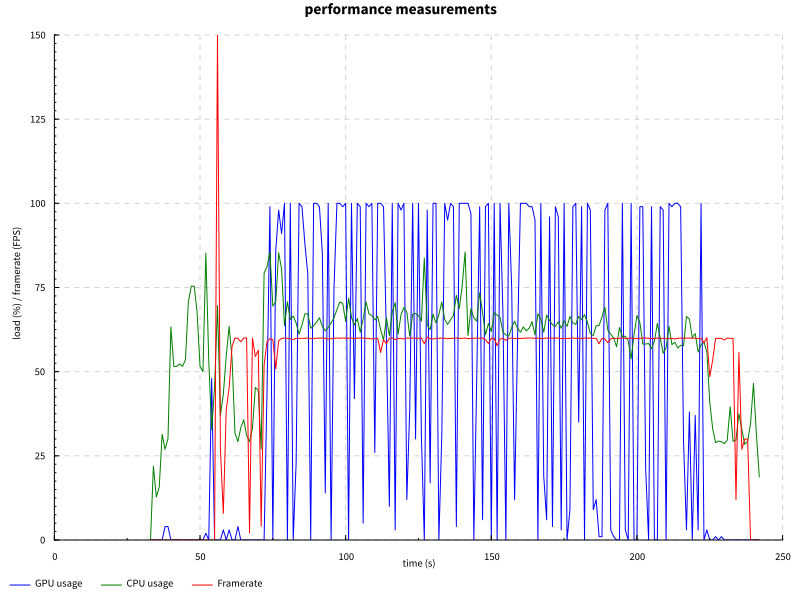 performance measurements
150
125
100
75
50
25
0
load (%) / framerate (FPS)
0 50 100 150 200 250
time (s)
GPU usage CPU usage Framerate